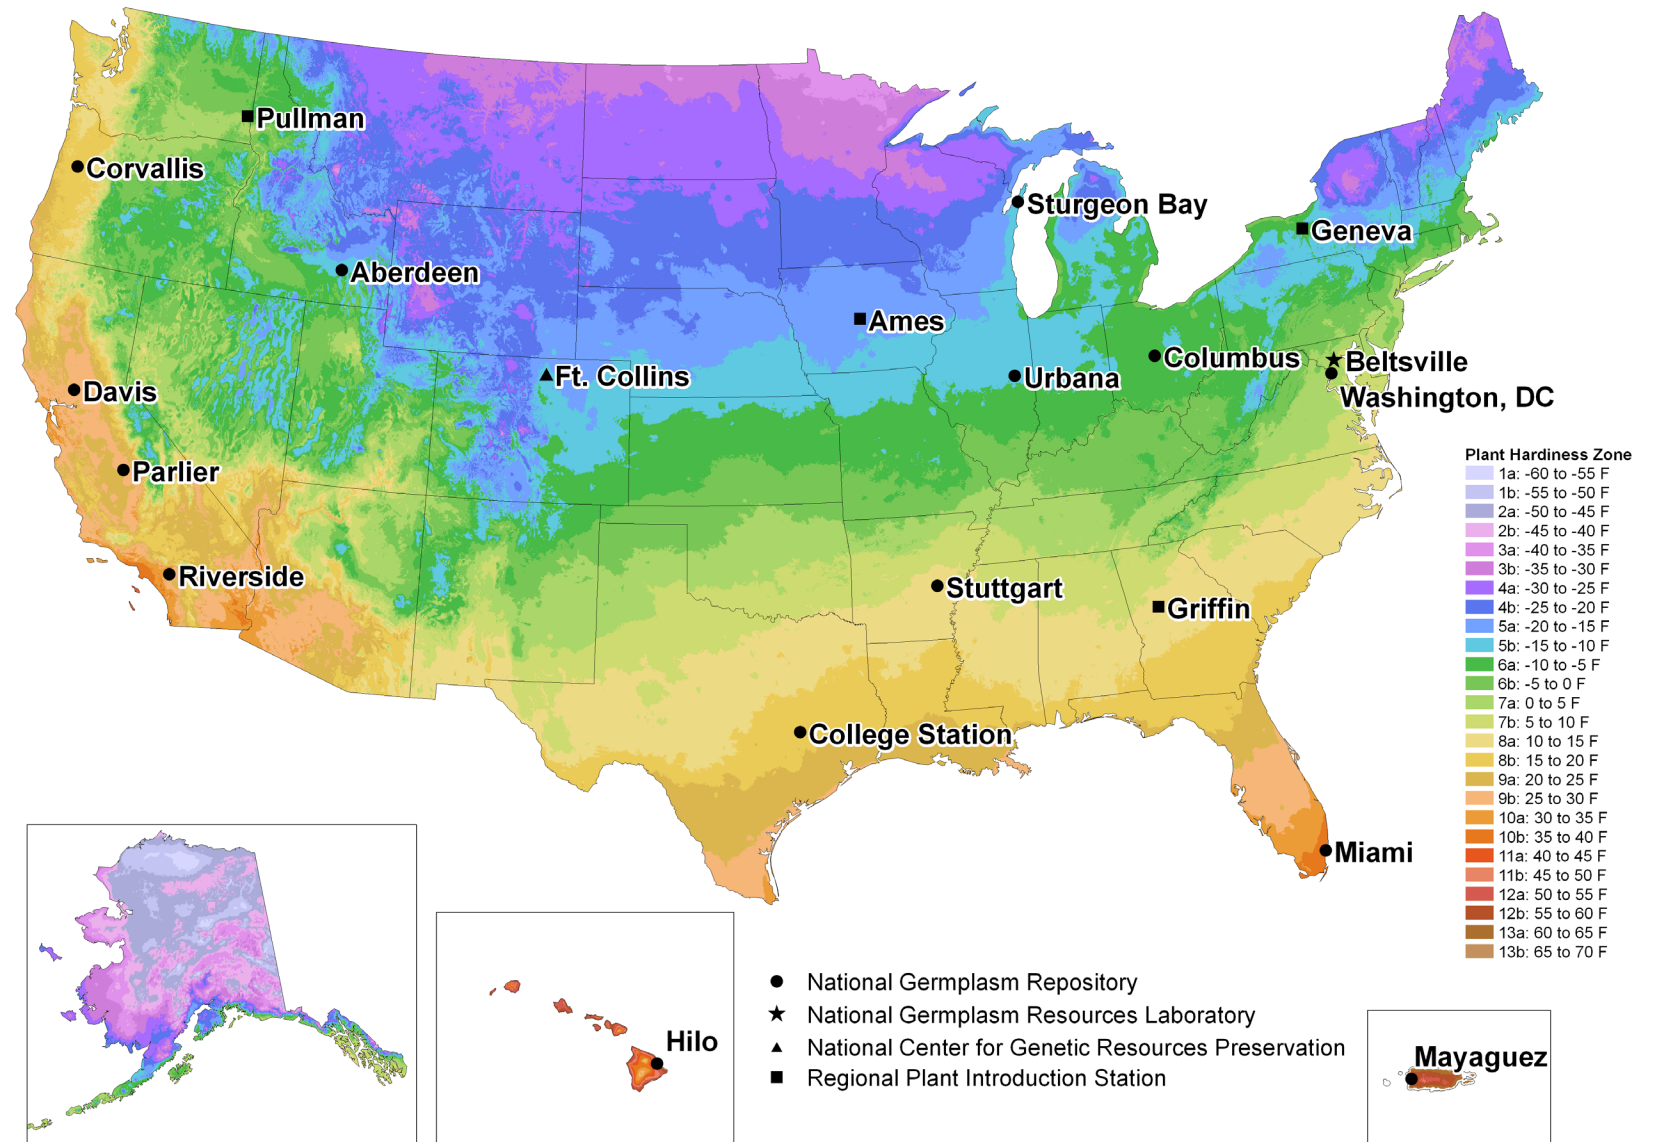 Pullman
Corvallis
Sturgeon Bay
Geneva
Aberdeen
Ames
Columbus
Beltsville
Ft. Collins
Urbana
Davis
Washington, DC
Parlier
Riverside
Stuttgart
Griffin
College Station
Miami
Plant Hardiness Zone
1a: -60 to -55 F
1b: -55 to -50 F
2a: -50 to -45 F
2b: -45 to -40 F
3a: -40 to -35 F
3b: -35 to -30 F
4a: -30 to -25 F
4b: -25 to -20 F
5a: -20 to -15 F
5b: -15 to -10 F
6a: -10 to -5 F
6b: -5 to 0 F
7a: 0 to 5 F
7b: 5 to 10 F
8a: 10 to 15 F
8b: 15 to 20 F
9a: 20 to 25 F
9b: 25 to 30 F
10a: 30 to 35 F
10b: 35 to 40 F
11a: 40 to 45 F
11b: 45 to 50 F
12a: 50 to 55 F
12b: 55 to 60 F
13a: 60 to 65 F
13b: 65 to 70 F
Hilo
National Germplasm Repository
National Germplasm Resources Laboratory
National Center for Genetic Resources Preservation
Regional Plant Introduction Station
Mayaguez